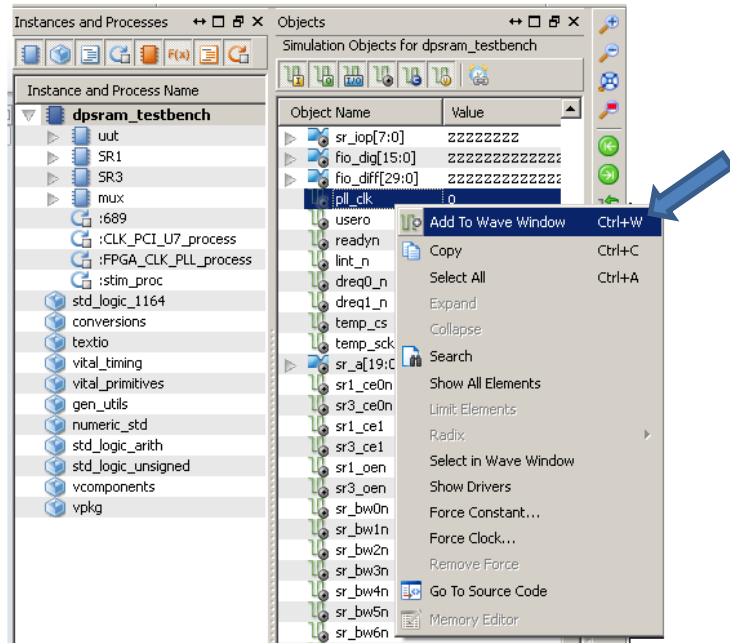 Instances and Processes
Instance and Process Name
dpsram_testbench
uut
SR1
SR3
mux
:689
:CLK_PCI_U7_process
:FPGA_CLK_PLL_process
:stim_proc
std_logic_1164
conversions
textio
vital_timing
vital_primitives
gen_utils
numeric_std
std_logic_arith
std_logic_unsigned
vcomponents
vpkg
F(x)
Objects
Simulation Objects for dpsram_testbench
I/O
Object Name Value
sr_iop[7:0] ZZZZZZZZ
fio_dig[15:0] ZZZZZZZZZZZZZ
fio_diff[29:0] ZZZZZZZZZZZZZ
pll_clk 0
usero
readyn
lint_n
dreq0_n
dreq1_n
temp_cs
temp_sck
sr_a[19:0
sr1_ce0n
sr3_ce0n
sr1_ce1
sr3_ce1
sr1_oen
sr3_oen
sr_bw0n
sr_bw1n
sr_bw2n
sr_bw3n
sr_bw4n
sr_bw5n
sr_bw6n
Add To Wave Window Ctrl+W
Copy Ctrl+C
Select All Ctrl+A
Expand
Collapse
Search
Show All Elements
Limit Elements
Radix
Select in Wave Window
Show Drivers
Force Constant...
Force Clock...
Remove Force
Go To Source Code
Memory Editor